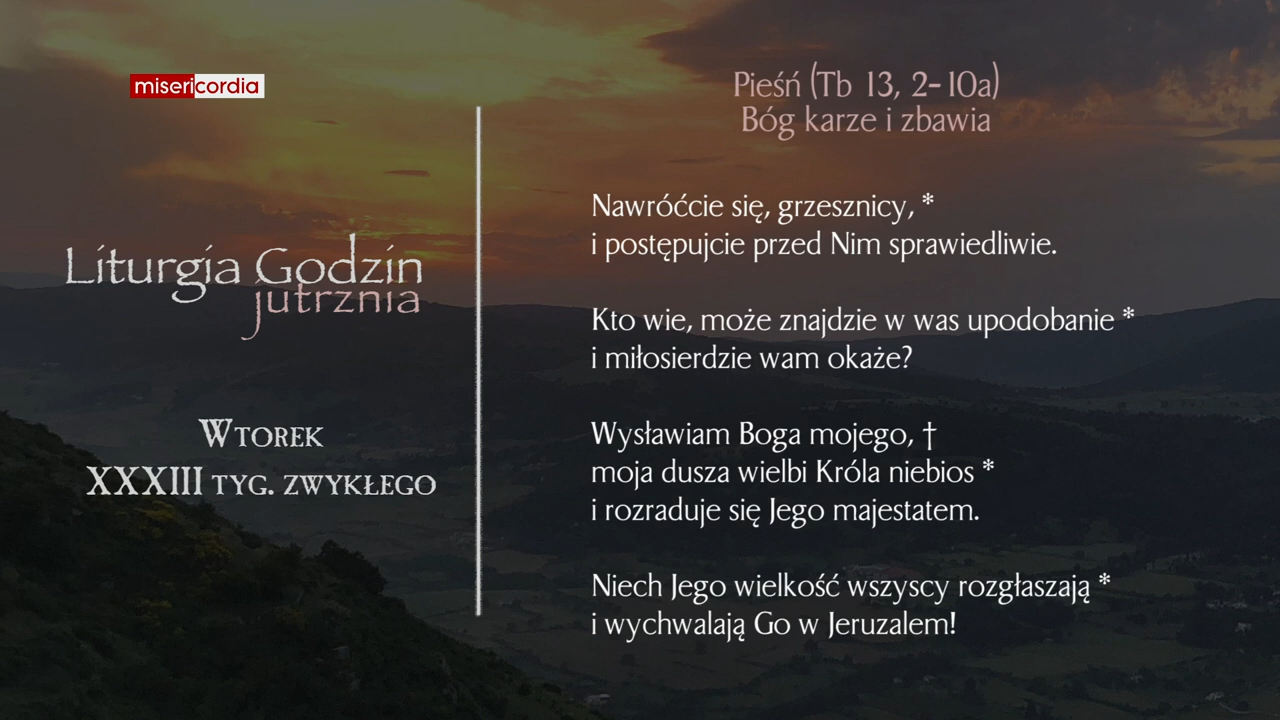 misericordia
Liturgia Godzin
jutrznia
Wtorek
XXXIII tyg. zwykłego
Pieśń (Tb 13, 2-10a)
Bóg karze i zbawia
Nawróćcie się, grzesznicy, *
i postępujcie przed Nim sprawiedliwie.
Kto wie, może znajdzie w was upodobanie *
i miłosierdzie wam okaże?
Wysławiam Boga mojego, †
moja dusza wielbi Króla niebios *
i rozraduje się Jego majestatem.
Niech Jego wielkość wszyscy rozgłaszają *
i wychwalają Go w Jeruzalem!